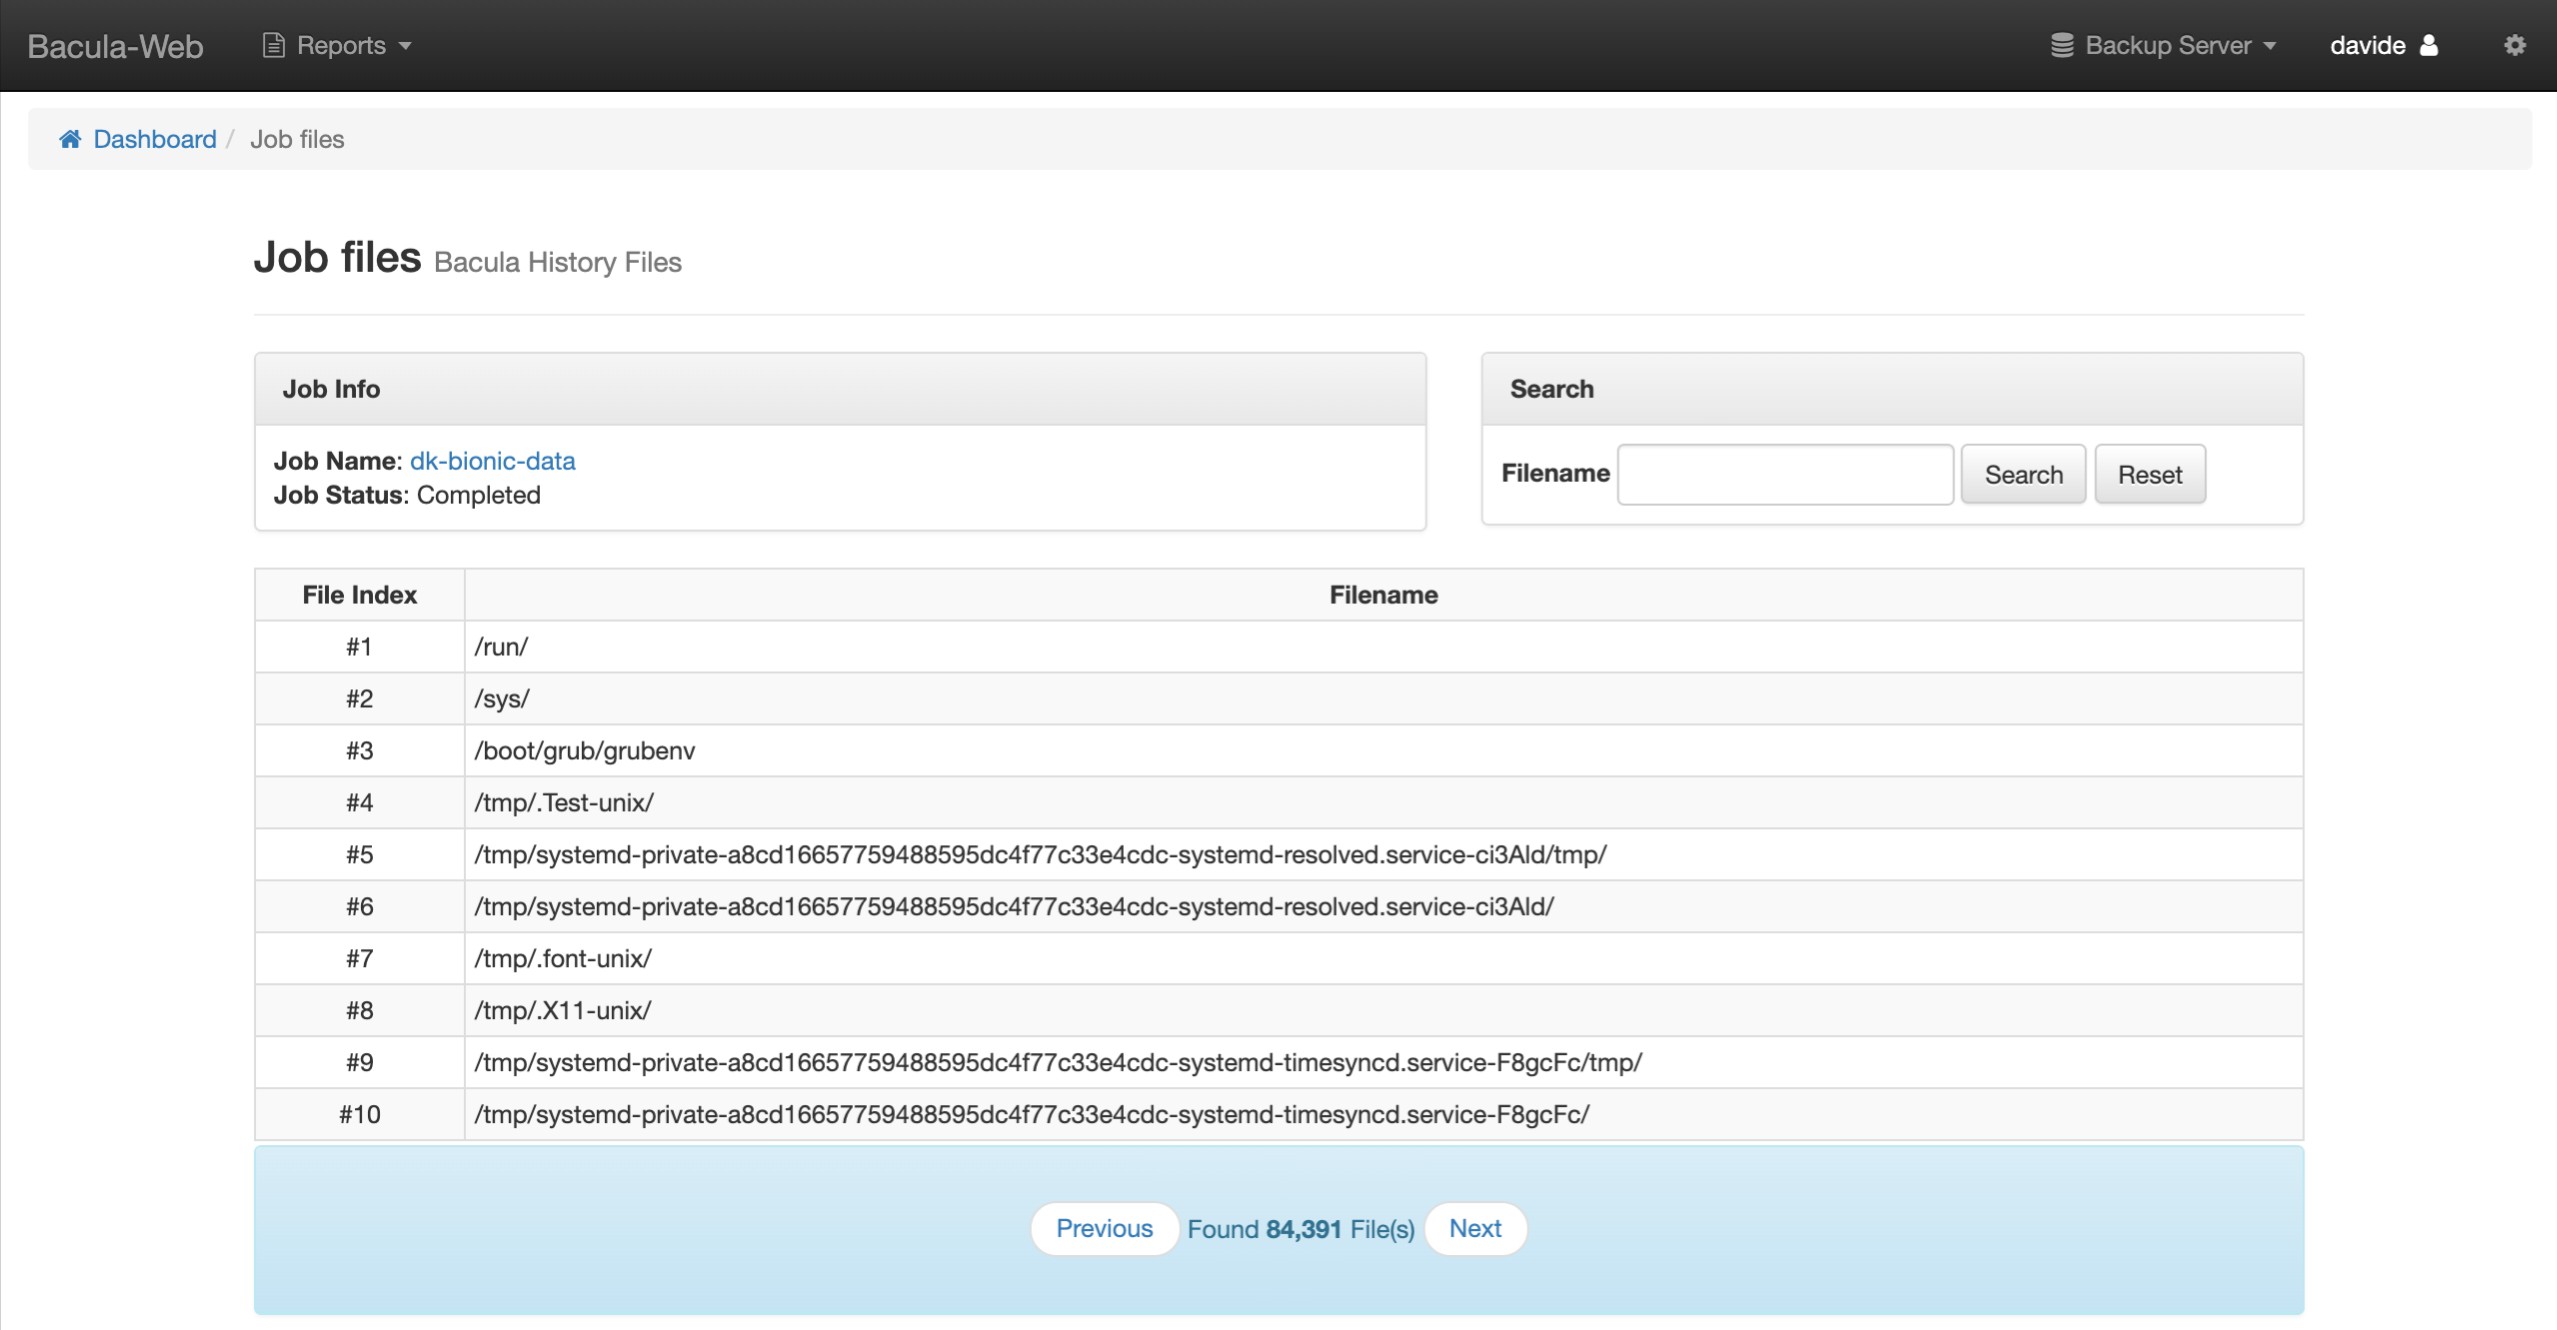 Bacula-Web Reports Backup Server davide
Dashboard / Job files
Job files Bacula History Files
Job Info
Job Name: dk-bionic-data
Job Status: Completed
Search
Filename Search Reset
File Index Filename
#1 /run/
#2 /sys/
#3 /boot/grub/grubenv
#4 /tmp/.Test-unix/
#5 /tmp/systemd-private-a8cd16657759488595dc4f77c33e4cdc-systemd-resolved.service-ci3Ald/tmp/
#6 /tmp/systemd-private-a8cd16657759488595dc4f77c33e4cdc-systemd-resolved.service-ci3Ald/
#7 /tmp/.font-unix/
#8 /tmp/.X11-unix/
#9 /tmp/systemd-private-a8cd16657759488595dc4f77c33e4cdc-systemd-timesyncd.service-F8gcFc/tmp/
#10 /tmp/systemd-private-a8cd16657759488595dc4f77c33e4cdc-systemd-timesyncd.service-F8gcFc/
Previous Found 84,391 File(s) Next